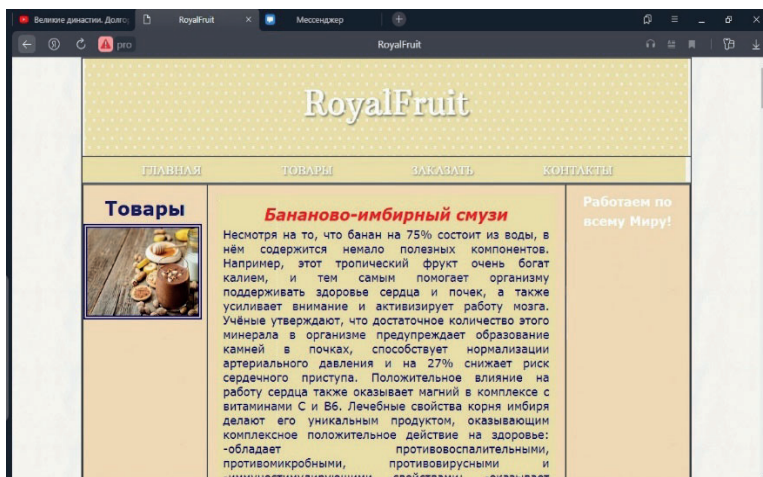 Великие династии. Долго
RoyalFruit
Мессенджер
pro
RoyalFruit
RoyalFruit
ГЛАВНАЯ
ТОВАРЫ
ЗАКАЗАТЬ
КОНТАКТЫ
Товары
Бананово-имбирный смузи
Несмотря на то, что банан на 75% состоит из воды, в
нём содержится немало полезных компонентов.
Например, этот тропический фрукт очень богат
калием, и тем самым помогает организму
поддерживать здоровье сердца и почек, а также
усиливает внимание и активизирует работу мозга.
Учёные утверждают, что достаточное количество этого
минерала в организме предупреждает образование
камней в почках, способствует нормализации
артериального давления и на 27% снижает риск
сердечного приступа. Положительное влияние на
работу сердца также оказывает магний в комплексе с
витаминами С и В6. Лечебные свойства корня имбиря
делают его уникальным продуктом, оказывающим
комплексное положительное действие на здоровье:
-обладает противовоспалительными,
противомикробными, противовирусными и
-иммуностимулирующими свойствами; -оказывает
Работаем по
всему Миру!